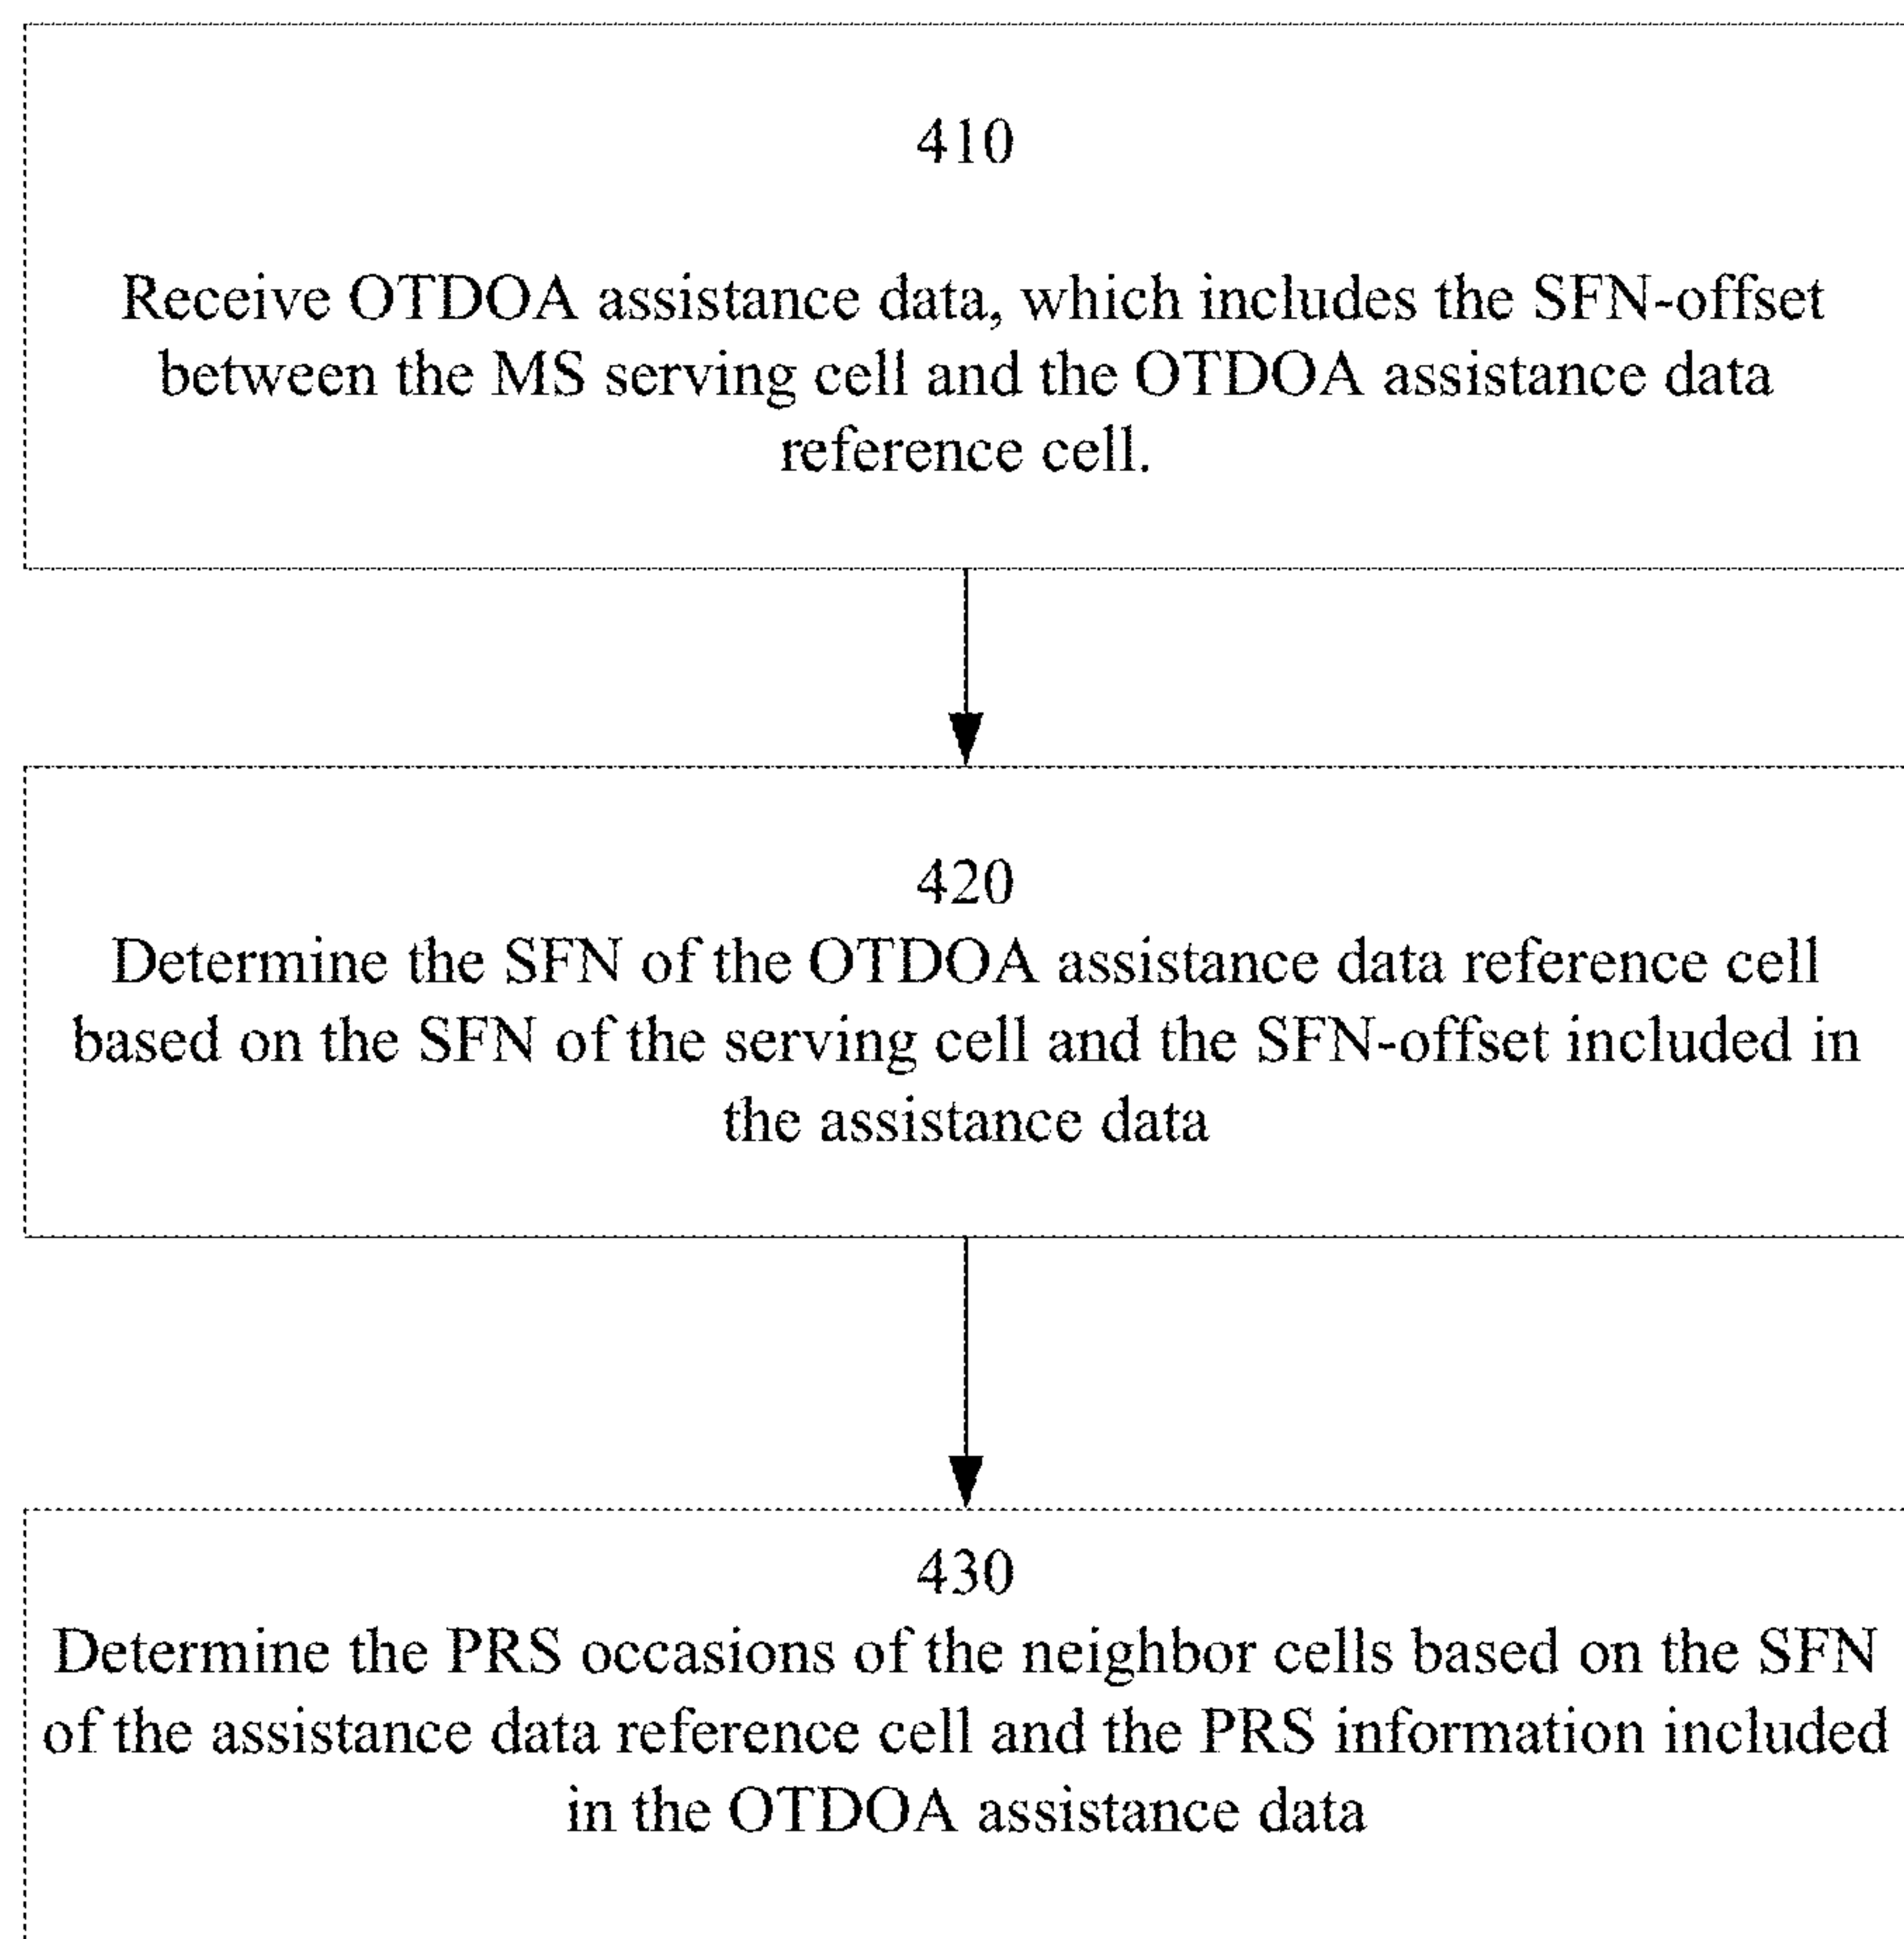 410
Receive OTDOA assistance data, which includes the SFN-offset
between the MS serving cell and the OTDOA assistance data
reference cell.
420
Determine the SFN of the OTDOA assistance data reference cell
based on the SFN of the serving cell and the SFN-offset included in
the assistance data
430
Determine the PRS occasions of the neighbor cells based on the SFN
of the assistance data reference cell and the PRS information included
in the OTDOA assistance data